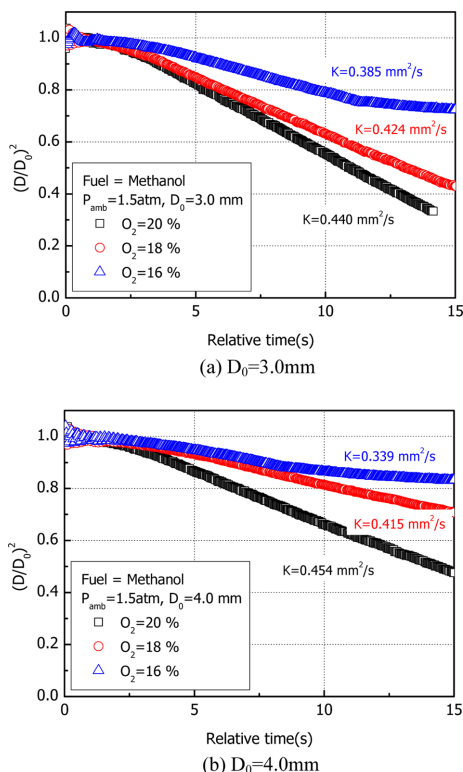 1.0
0.8
0.6
0.4
0.2
0.0
(D/D₀)²
K=0.385 mm²/s
K=0.424 mm²/s
K=0.440 mm²/s
Fuel = Methanol
P_amb=1.5atm, D₀=3.0 mm
□ O₂=20 %
○ O₂=18 %
△ O₂=16 %
0 5 10 15
Relative time(s)
(a) D₀=3.0mm
1.0
0.8
0.6
0.4
0.2
0.0
(D/D₀)²
K=0.339 mm²/s
K=0.415 mm²/s
K=0.454 mm²/s
Fuel = Methanol
P_amb=1.5atm, D₀=4.0 mm
□ O₂=20 %
○ O₂=18 %
△ O₂=16 %
0 5 10 15
Relative time(s)
(b) D₀=4.0mm